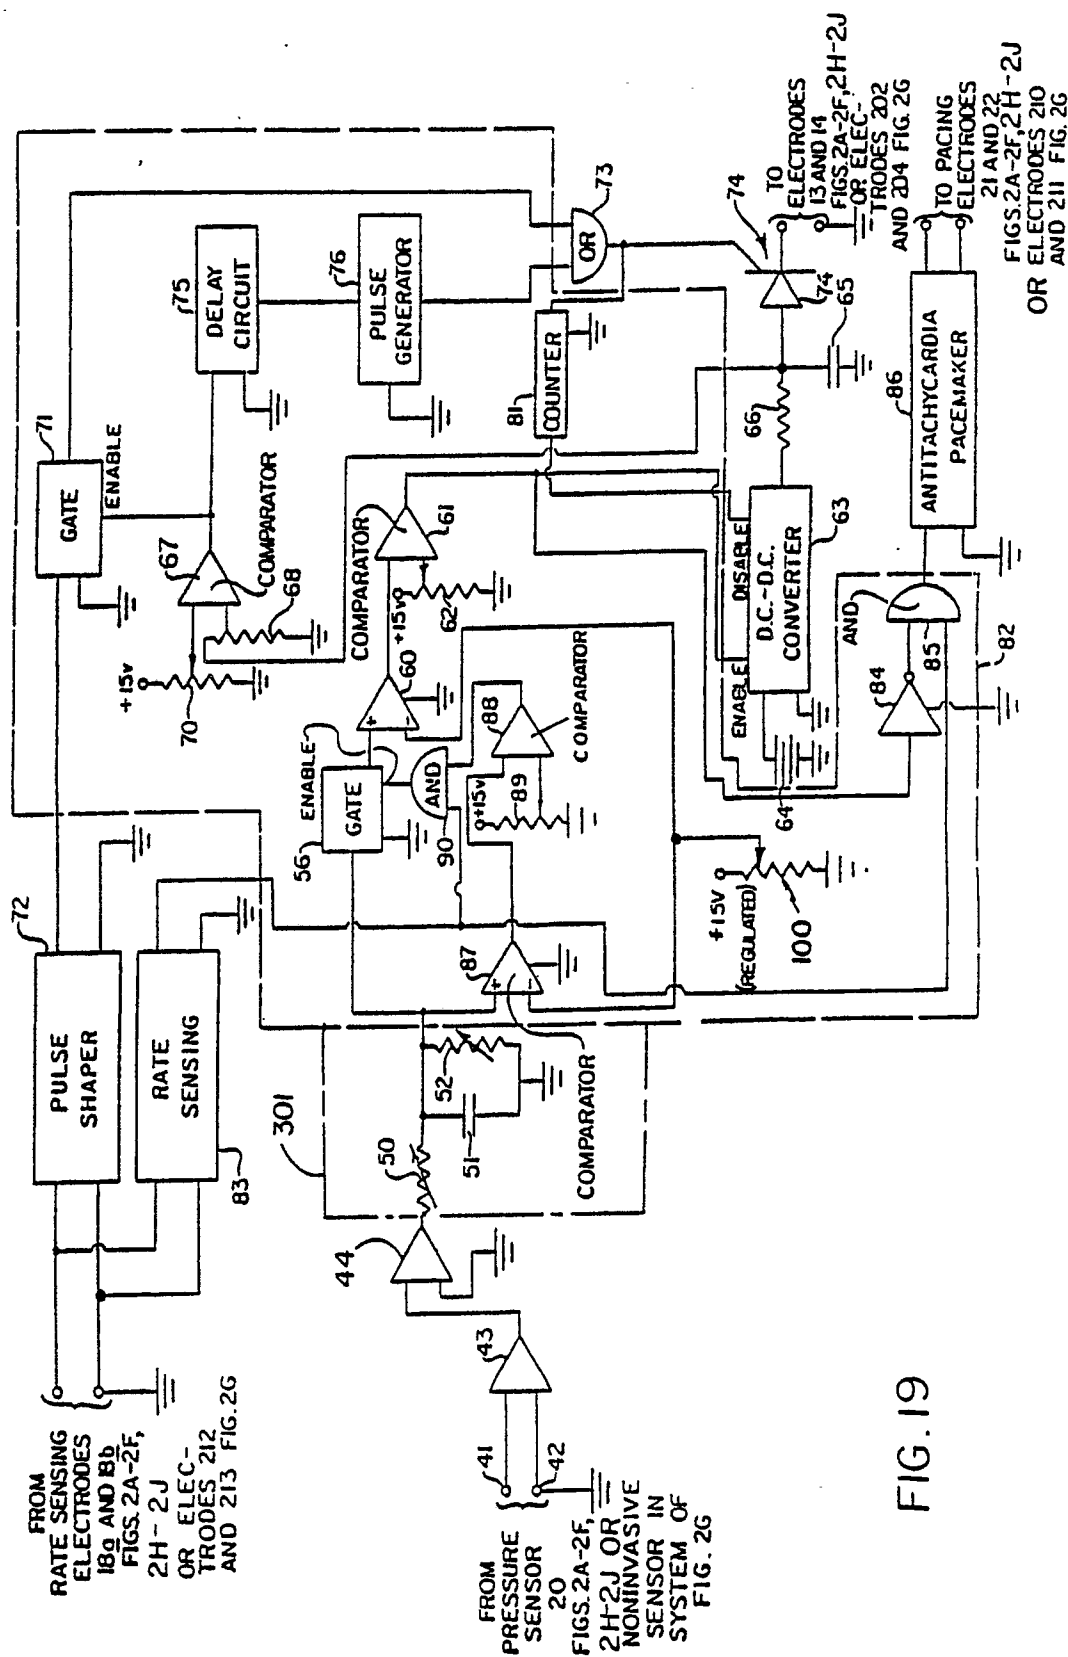 FROM
RATE SENSING
ELECTRODES
18a AND 18b
FIGS. 2A-2F,
2H-2J
OR ELEC-
TRODES 212
AND 213 FIG. 2G
72
PULSE
SHAPER
RATE
SENSING
83
71
GATE
ENABLE
+15v
70
67
COMPARATOR
68
75
DELAY
CIRCUIT
76
PULSE
GENERATOR
OR
73
81
COUNTER
74
74
TO
ELECTRODES
13 AND 14
FIGS. 2A-2F, 2H-2J
OR ELEC-
TRODES 202
AND 204 FIG. 2G
65
66
FROM
PRESSURE
SENSOR
20
FIGS. 2A-2F,
2H-2J OR
NONINVASIVE
SENSOR IN
SYSTEM OF
FIG. 2G
41
42
43
44
301
50
51
52
COMPARATOR
87
+
-
56
GATE
ENABLE
AND
90
+
-
60
COMPARATOR
61
+15v
62
+15v
89
88
COMPARATOR
ENABLE
DISABLE
D.C.-D.C.
CONVERTER
63
64
+15V
(REGULATED)
100
84
AND
85
82
86
ANTITACHYCARDIA
PACEMAKER
TO PACING
ELECTRODES
21 AND 22
FIGS. 2A-2F, 2H-2J
OR ELECTRODES 210
AND 211 FIG. 2G
FIG. 19